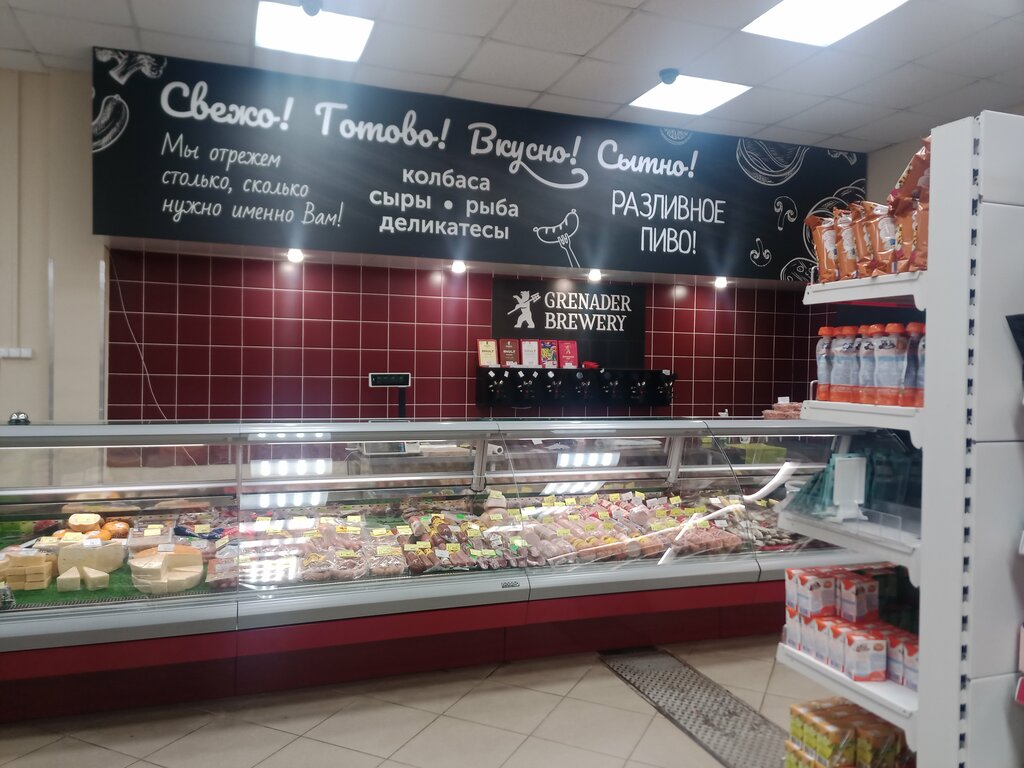 Свежо! Готово! Вкусно! Сытно!
Мы отрежем
столько, сколько
нужно именно Вам!
колбаса
сыры • рыба
деликатесы
РАЗЛИВНОЕ
ПИВО!
GRENADER
BREWERY